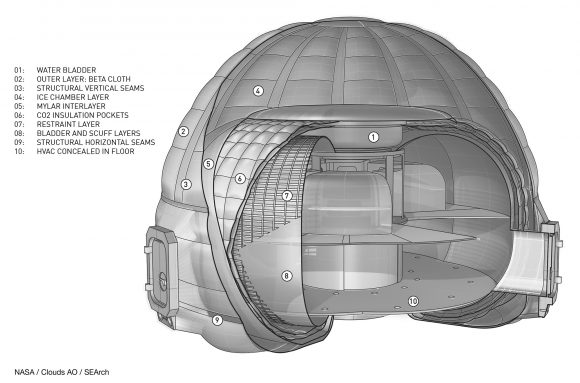 01: WATER BLADDER
02: OUTER LAYER: BETA CLOTH
03: STRUCTURAL VERTICAL SEAMS
04: ICE CHAMBER LAYER
05: MYLAR INTERLAYER
06: CO2 INSULATION POCKETS
07: RESTRAINT LAYER
08: BLADDER AND SCUFF LAYERS
09: STRUCTURAL HORIZONTAL SEAMS
10: HVAC CONCEALED IN FLOOR
4
1
2
5
6
3
7
8
10
9
NASA / Clouds AO / SEArch